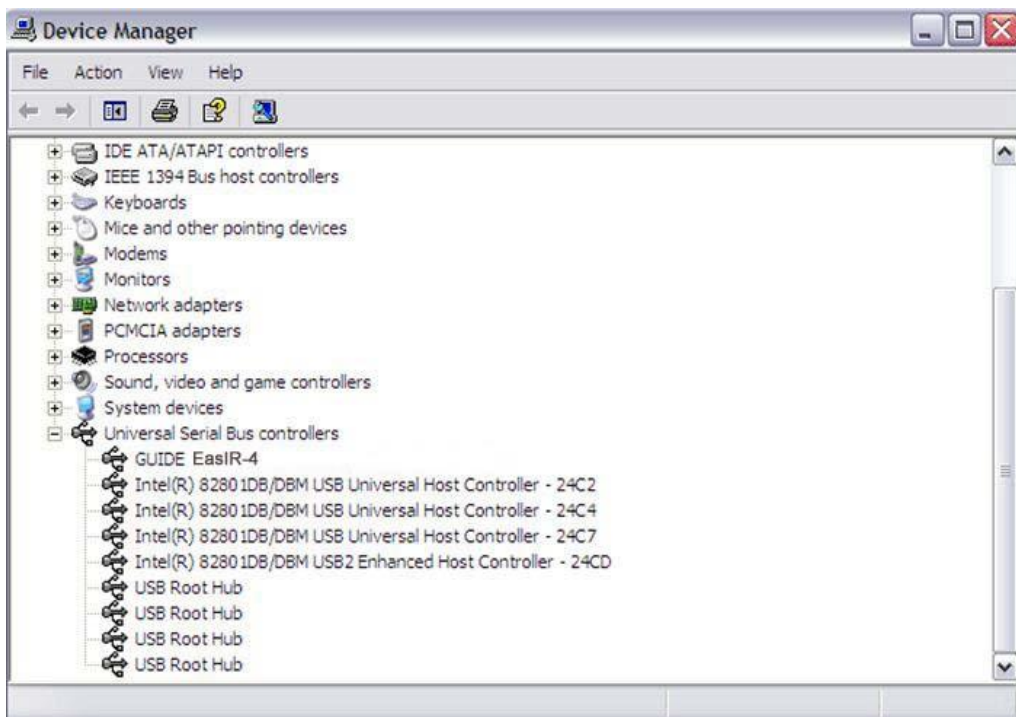 Device Manager
File Action View Help
IDE ATA/ATAPI controllers
IEEE 1394 Bus host controllers
Keyboards
Mice and other pointing devices
Modems
Monitors
Network adapters
PCMCIA adapters
Processors
Sound, video and game controllers
System devices
Universal Serial Bus controllers
GUIDE EasIR-4
Intel(R) 82801DB/DBM USB Universal Host Controller - 24C2
Intel(R) 82801DB/DBM USB Universal Host Controller - 24C4
Intel(R) 82801DB/DBM USB Universal Host Controller - 24C7
Intel(R) 82801DB/DBM USB2 Enhanced Host Controller - 24CD
USB Root Hub
USB Root Hub
USB Root Hub
USB Root Hub